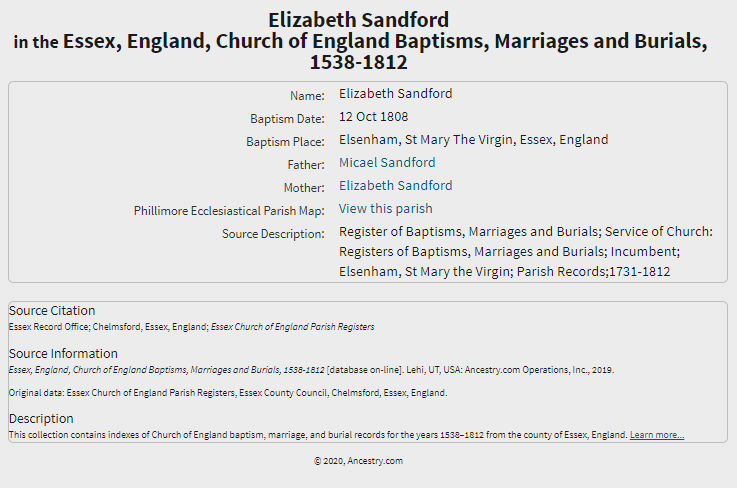 Elizabeth Sandford
in the Essex, England, Church of England Baptisms, Marriages and Burials,
1538-1812
Name: Elizabeth Sandford
Baptism Date: 12 Oct 1808
Baptism Place: Elsenham, St Mary The Virgin, Essex, England
Father: Micael Sandford
Mother: Elizabeth Sandford
Phillimore Ecclesiastical Parish Map: View this parish
Source Description: Register of Baptisms, Marriages and Burials; Service of Church:
Registers of Baptisms, Marriages and Burials; Incumbent;
Elsenham, St Mary the Virgin; Parish Records;1731-1812
Source Citation
Essex Record Office; Chelmsford, Essex, England; Essex Church of England Parish Registers
Source Information
Essex, England, Church of England Baptisms, Marriages and Burials, 1538-1812 [database on-line]. Lehi, UT, USA: Ancestry.com Operations, Inc., 2019.
Original data: Essex Church of England Parish Registers, Essex County Council, Chelmsford, Essex, England.
Description
This collection contains indexes of Church of England baptism, marriage, and burial records for the years 1538–1812 from the county of Essex, England. Learn more...
© 2020, Ancestry.com